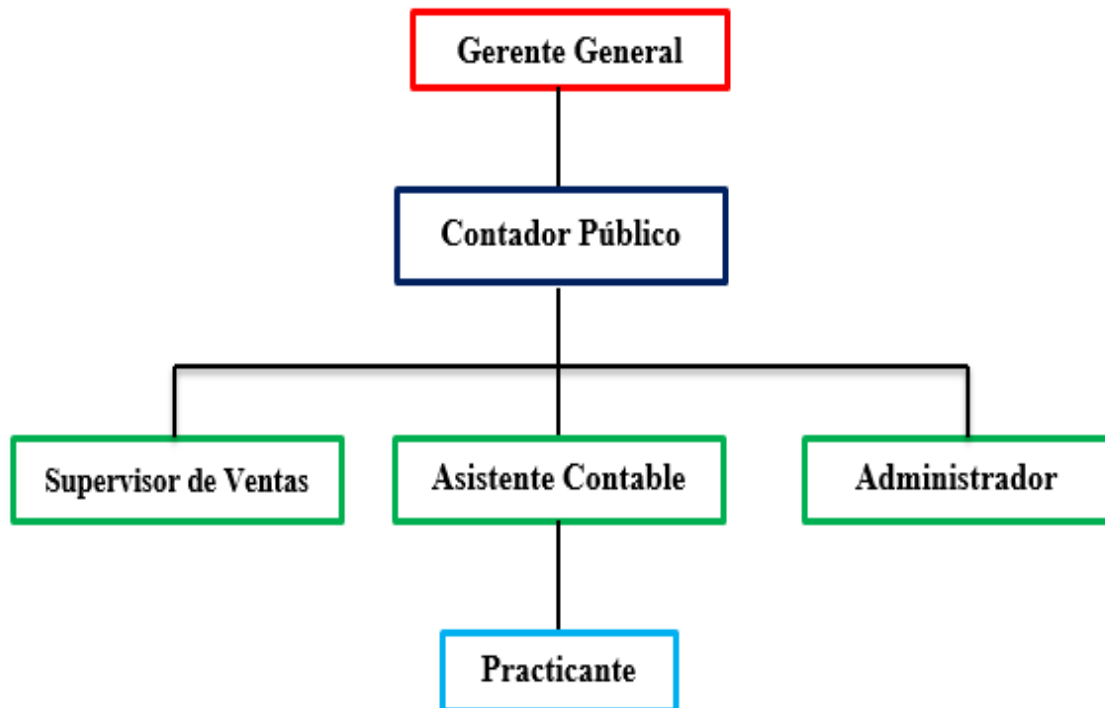 Gerente General
Contador Público
Supervisor de Ventas
Asistente Contable
Administrador
Practicante